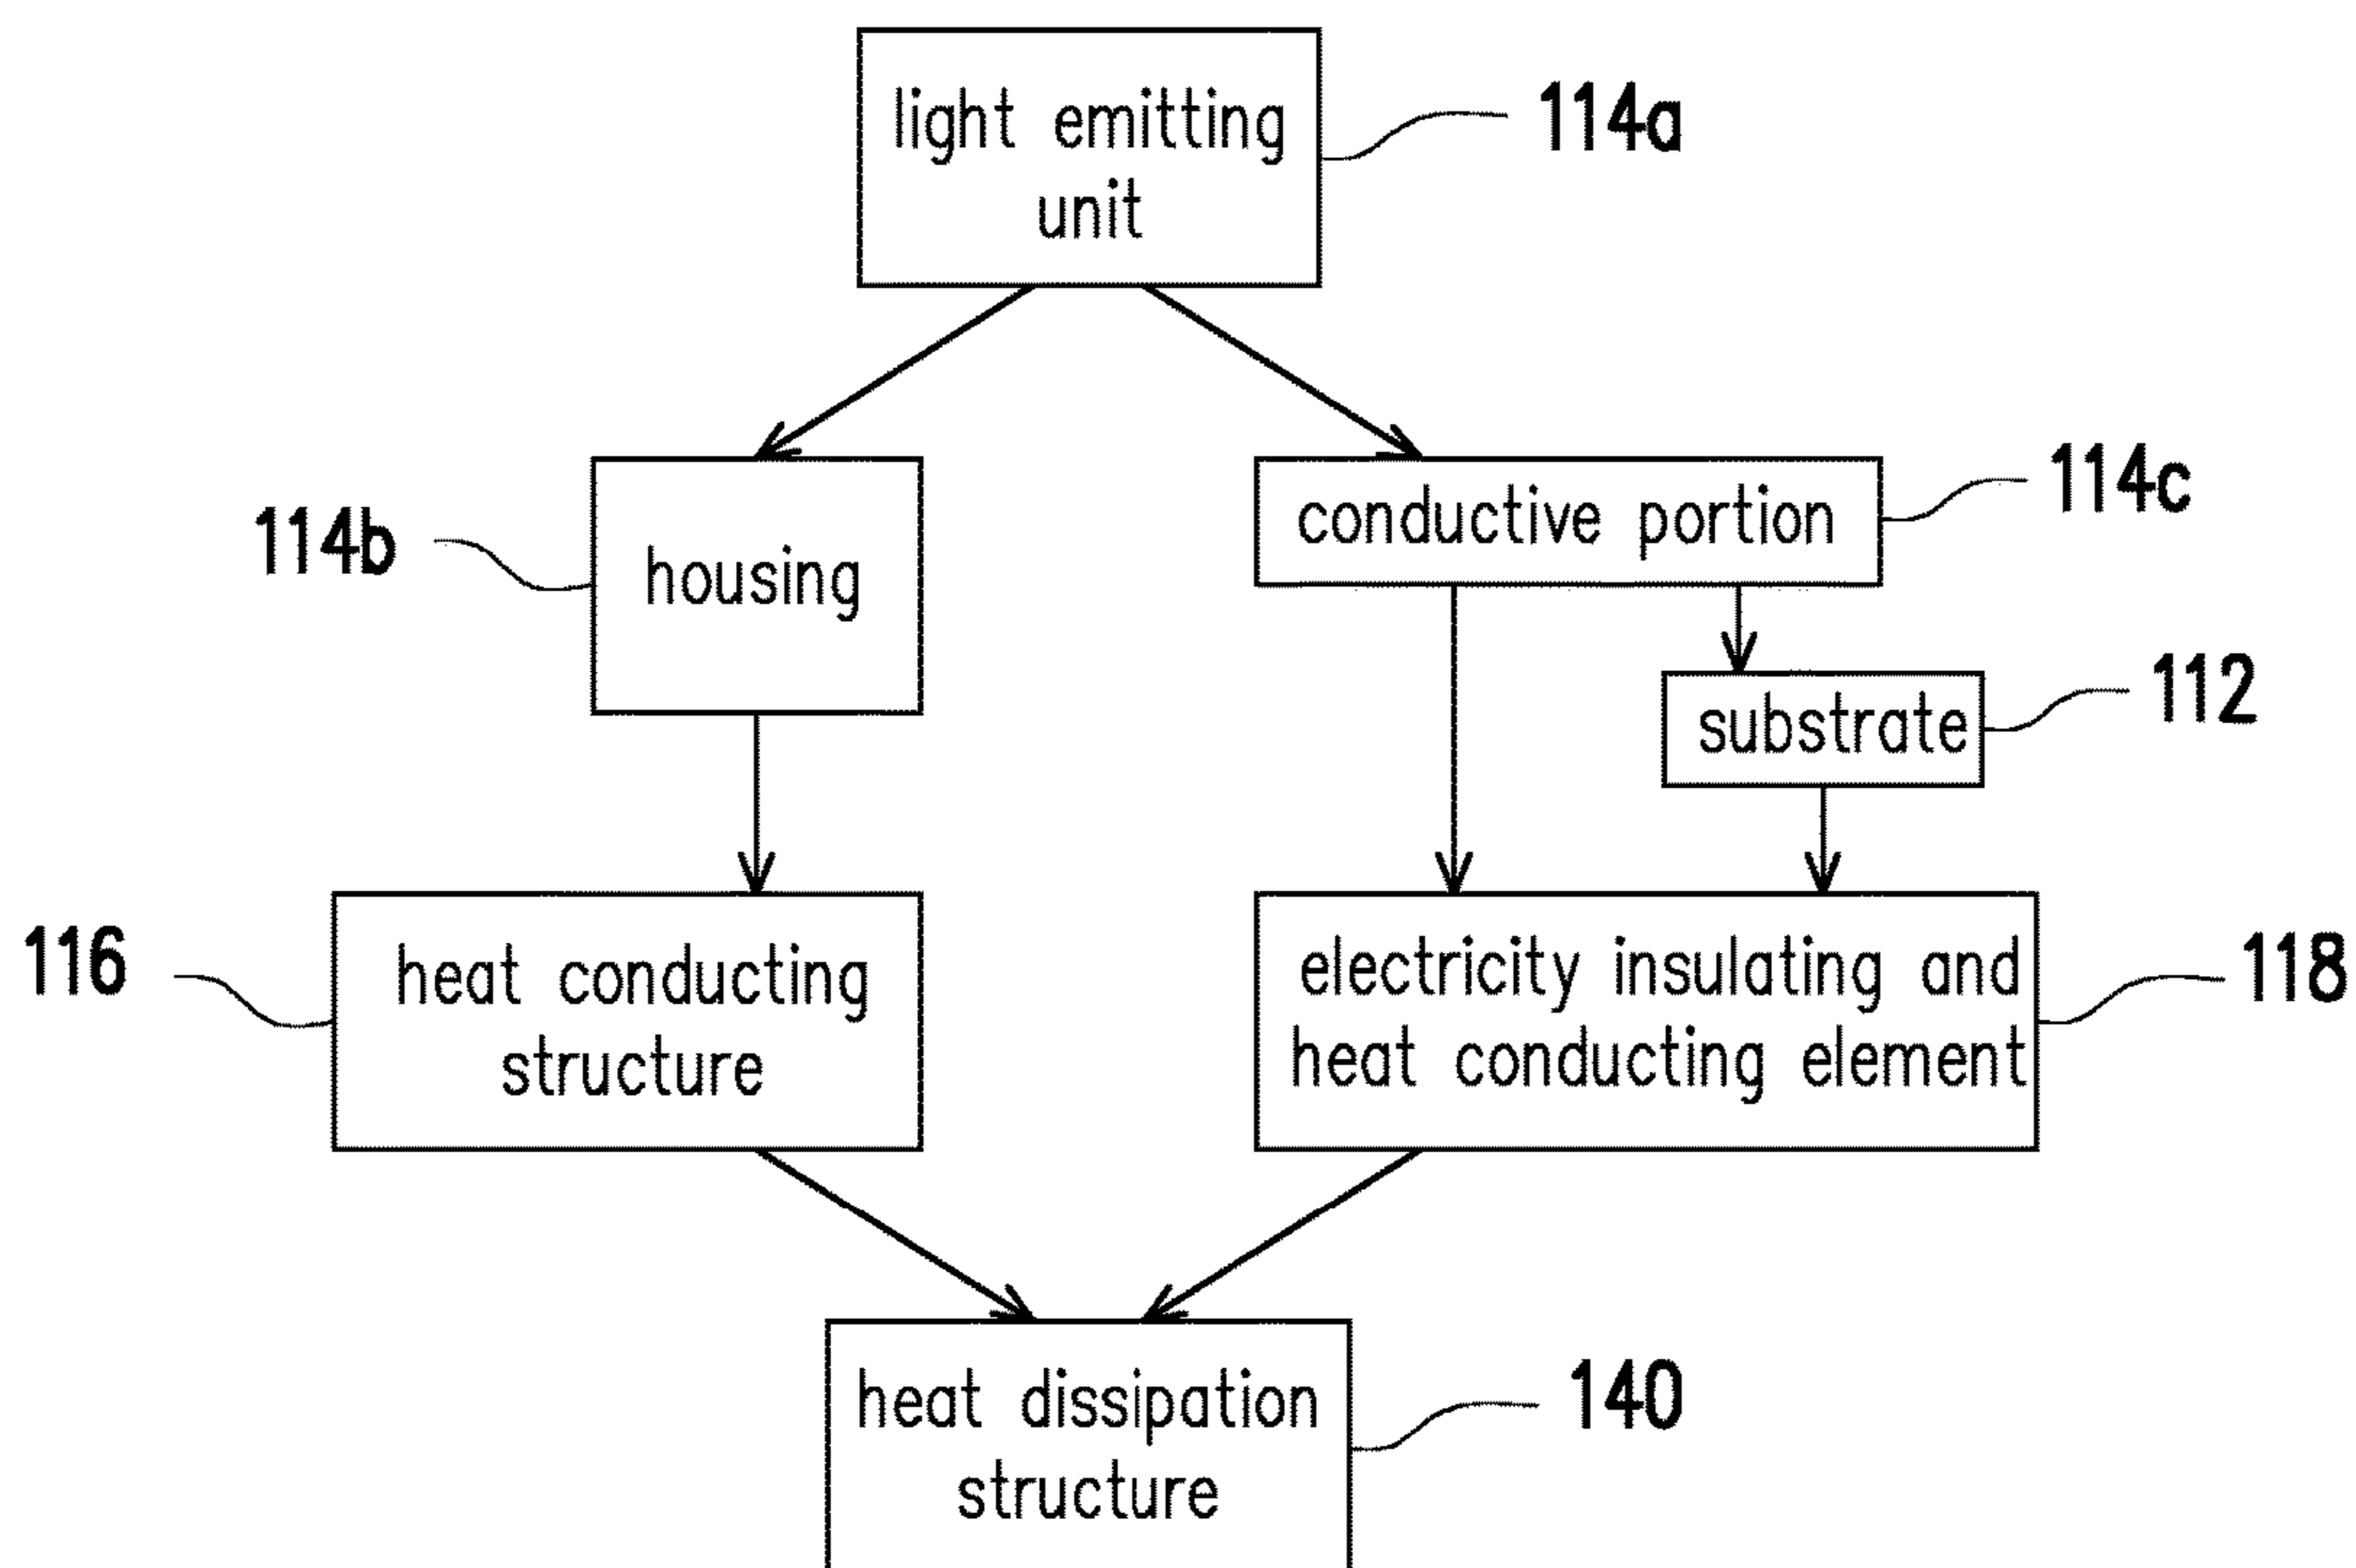 light emitting
unit
114a
114b
housing
conductive portion
114c
substrate
112
116
heat conducting
structure
electricity insulating and
heat conducting element
118
heat dissipation
structure
140